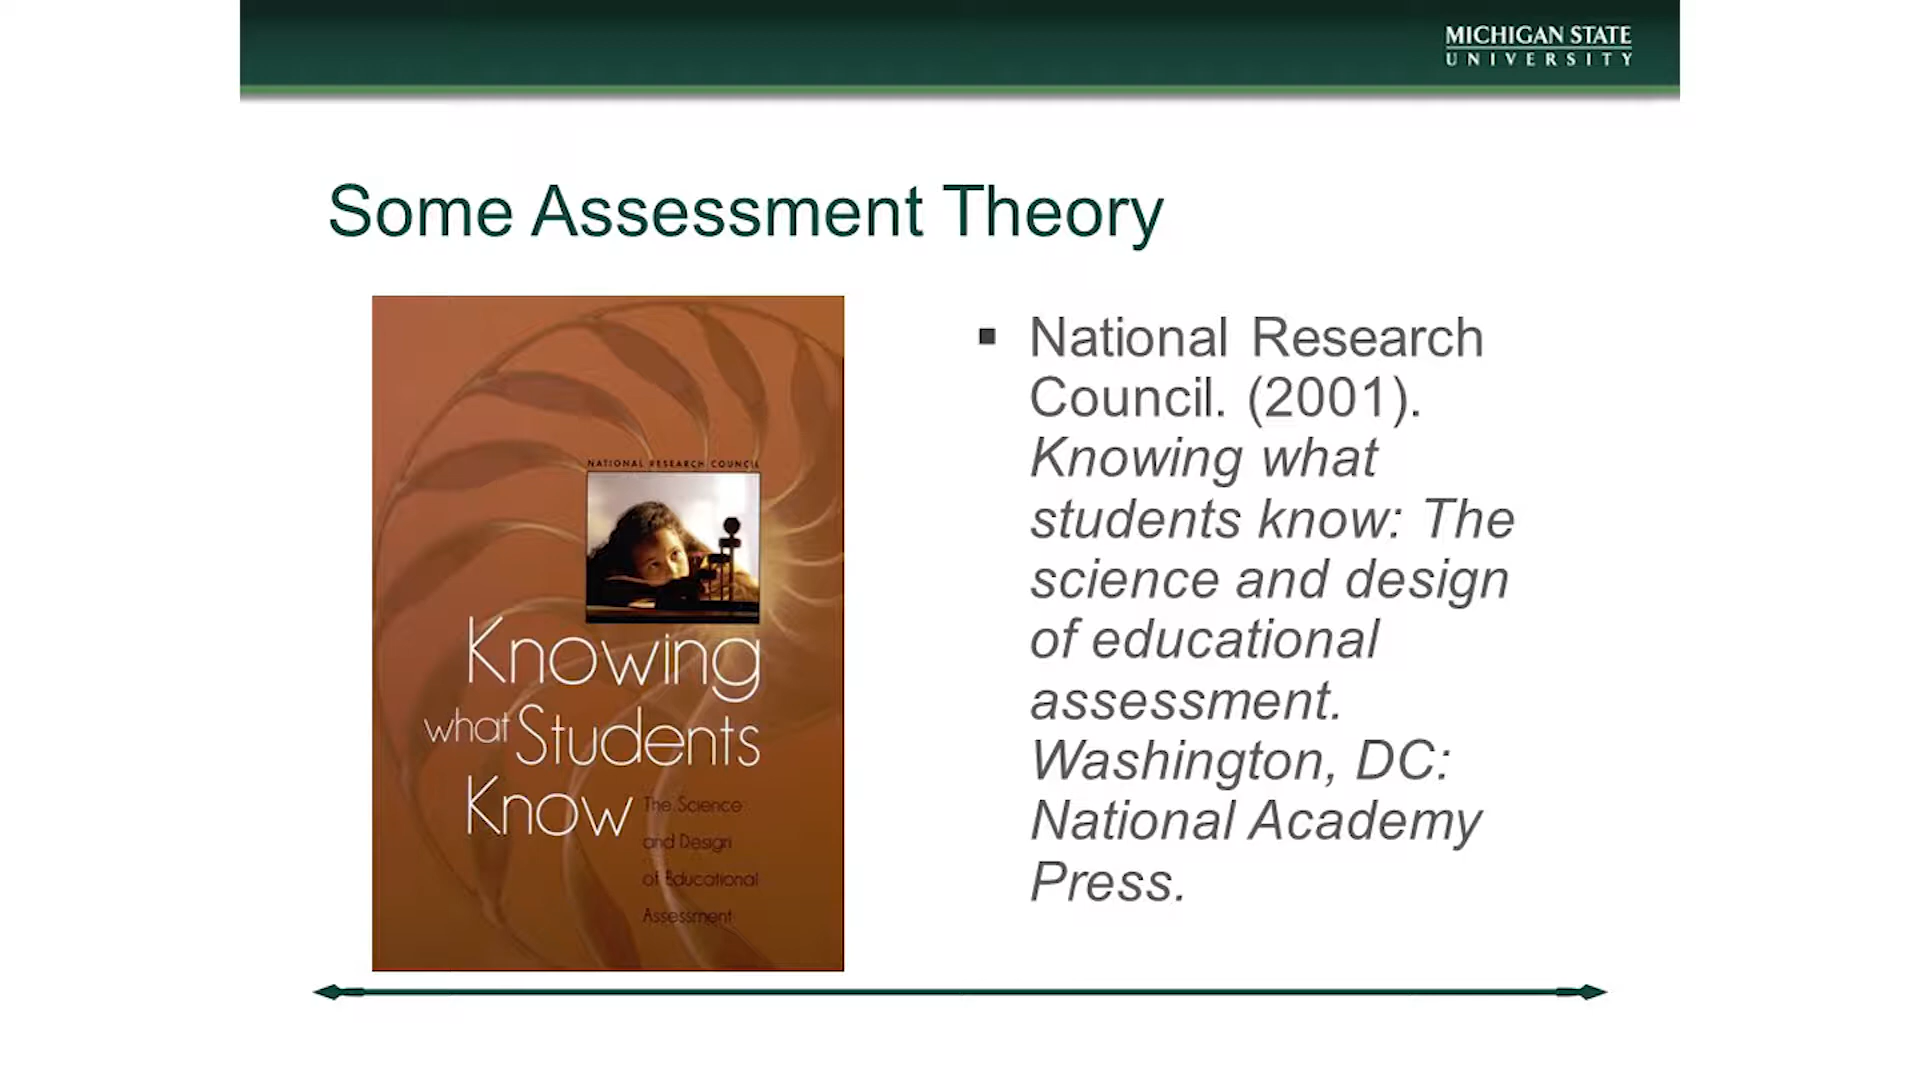 MICHIGAN STATE
UNIVERSITY
Some Assessment Theory
NATIONAL RESEARCH COUNCIL
Knowing
what Students
Know
The Science
and Design
of Educational
Assessment
▪ National Research
Council. (2001).
Knowing what
students know: The
science and design
of educational
assessment.
Washington, DC:
National Academy
Press.